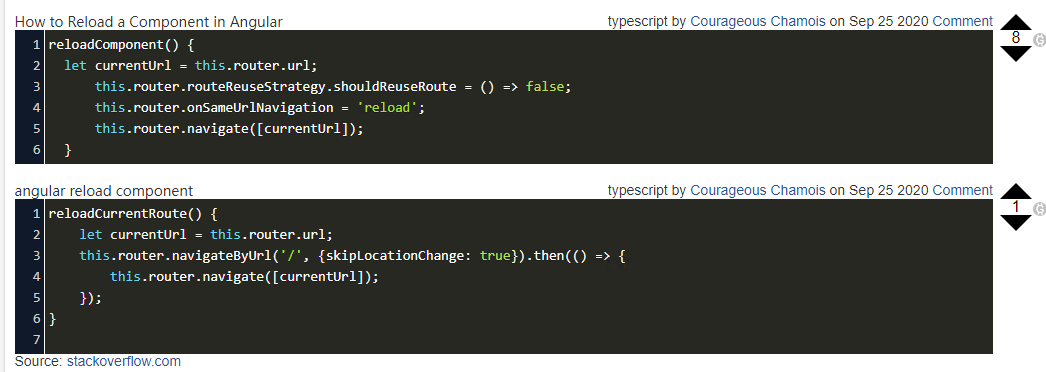 How to Reload a Component in Angular typescript by Courageous Chamois on Sep 25 2020 Comment
8
1 reloadComponent() {
2 let currentUrl = this.router.url;
3 this.router.routeReuseStrategy.shouldReuseRoute = () => false;
4 this.router.onSameUrlNavigation = 'reload';
5 this.router.navigate([currentUrl]);
6 }
angular reload component typescript by Courageous Chamois on Sep 25 2020 Comment
1
1 reloadCurrentRoute() {
2 let currentUrl = this.router.url;
3 this.router.navigateByUrl('/', {skipLocationChange: true}).then(() => {
4 this.router.navigate([currentUrl]);
5 });
6 }
7
Source: stackoverflow.com